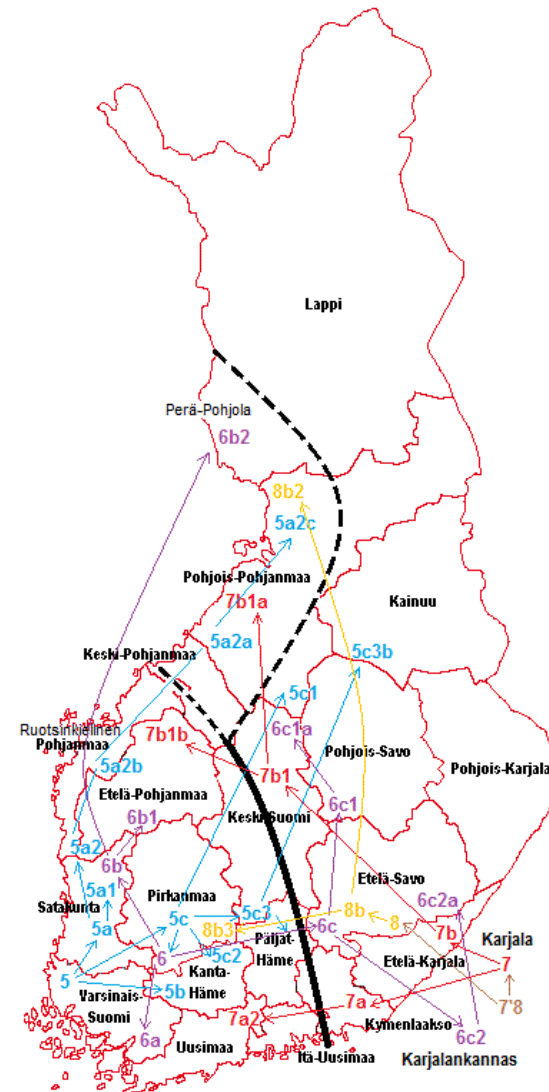 Lappi
Perä-Pohjola
6b2
8b2
5a2c
Pohjois-Pohjanmaa
7b1a
Kainuu
5a2a
Keski-Pohjanmaa
5c3b
5c1
6c1a
Ruotsinkielinen
Pohjanmaa
7b1b
Pohjois-Savo
5a2b
7b1
Pohjois-Karjala
Etelä-Pohjanmaa
6c1
6b1
Keski-Suomi
5a2
6b
Etelä-Savo
5a1
Pirkanmaa
Satakunta
5a
5c
5c3
8b
8
6c2a
8b3
6c
7b
Karjala
Päijät-
Häme
6
5c2
Etelä-Karjala
7
5
Kanta-
Häme
5b
Varsinais-
Suomi
7a
7'8
7a2
Kymenlaakso
6a
Uusimaa
6c2
Itä-Uusimaa
Karjalankannas